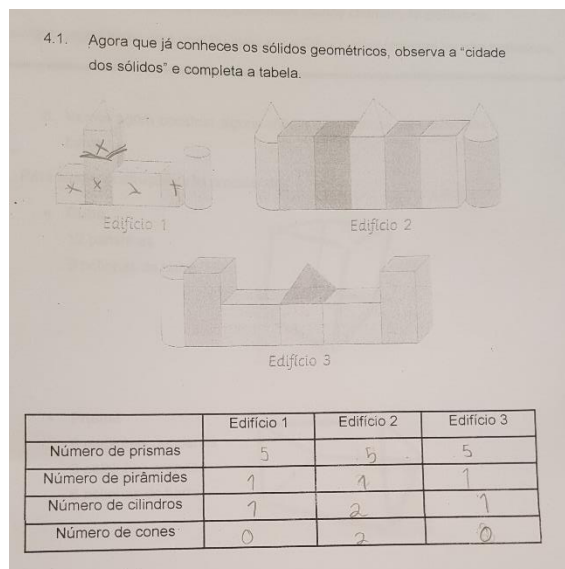 4.1. Agora que já conheces os sólidos geométricos, observa a "cidade
dos sólidos" e completa a tabela.
Edifício 1
Edifício 2
Edifício 3
Edifício 1 Edifício 2 Edifício 3
Número de prismas 5 5 5
Número de pirâmides 1 1 1
Número de cilindros 1 2 1
Número de cones 0 2 0